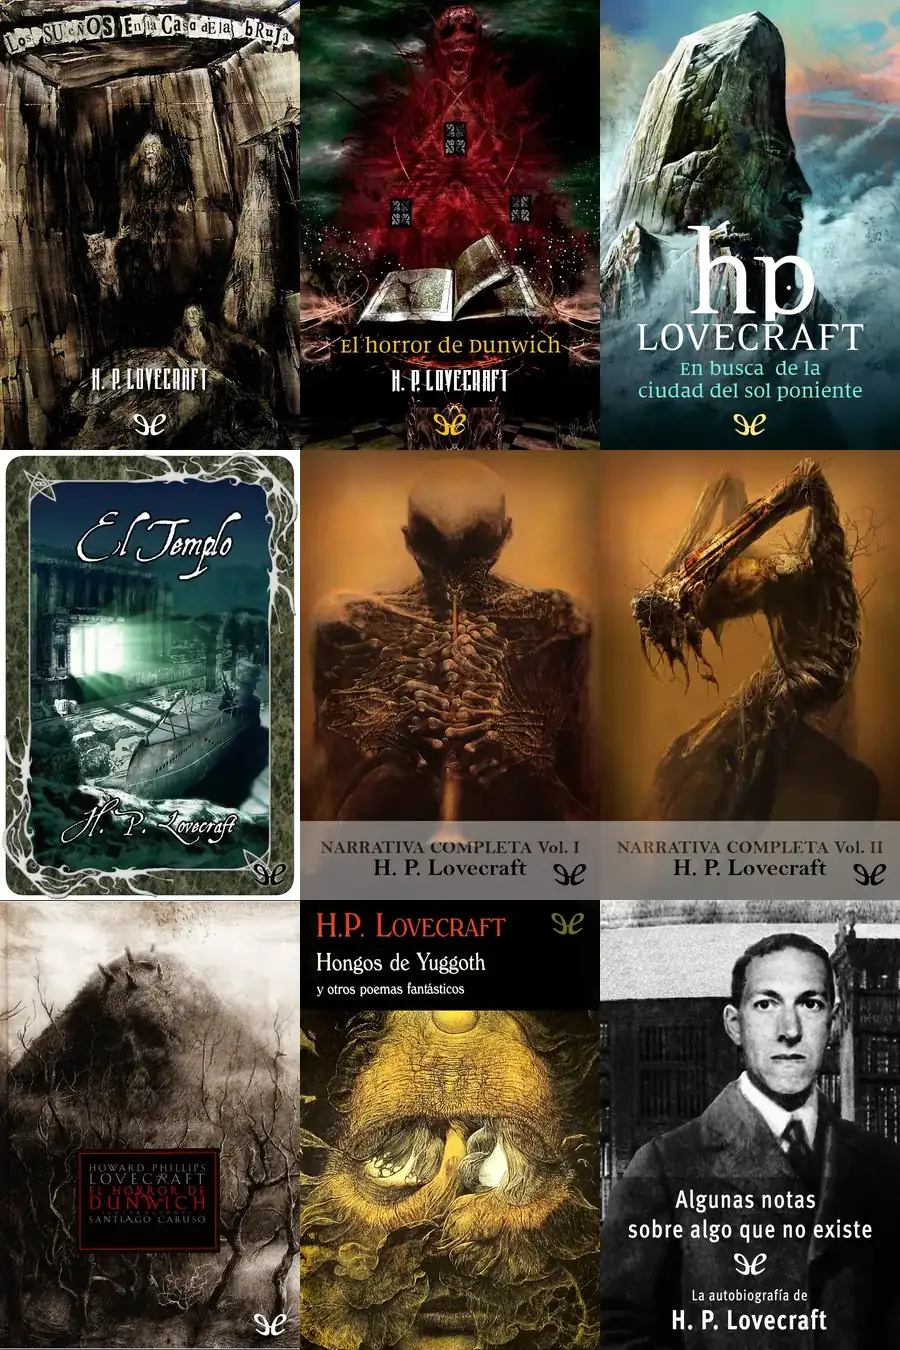 Los SUeÑOS En la Casa dE la bRuJa
H. P. LOVECRAFT
El horror de Dunwich
H. P. LOVECRAFT
hp
LOVECRAFT
En busca de la
ciudad del sol poniente
El Templo
H. P. Lovecraft
NARRATIVA COMPLETA Vol. I
H. P. Lovecraft
NARRATIVA COMPLETA Vol. II
H. P. Lovecraft
HOWARD PHILLIPS
LOVECRAFT
EL HORROR DE
DUNWICH
SANTIAGO CARUSO
H.P. LOVECRAFT
Hongos de Yuggoth
y otros poemas fantásticos
Algunas notas
sobre algo que no existe
La autobiografía de
H. P. Lovecraft